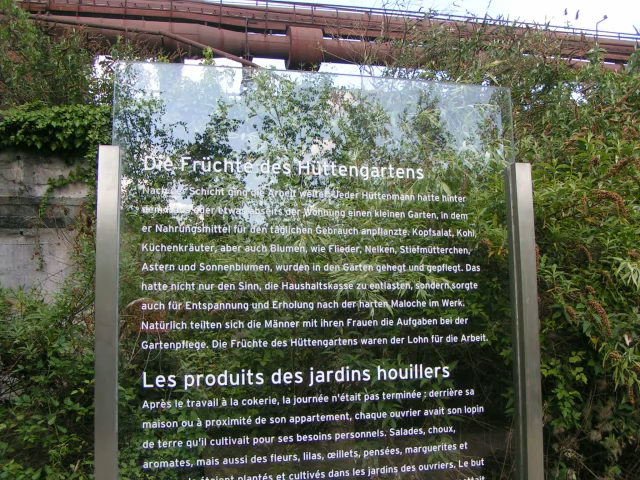 Die Früchte des Hüttengartens
Nach der Schicht ging die Arbeit weiter. Jeder Hüttenmann hatte hinter
dem Haus oder etwas abseits der Wohnung einen kleinen Garten, in dem
er Nahrungsmittel für den täglichen Gebrauch anpflanzte. Kopfsalat, Kohl,
Küchenkräuter, aber auch Blumen, wie Flieder, Nelken, Stiefmütterchen,
Astern und Sonnenblumen, wurden in den Gärten gehegt und gepflegt. Das
hatte nicht nur den Sinn, die Haushaltskasse zu entlasten, sondern sorgte
auch für Entspannung und Erholung nach der harten Maloche im Werk.
Natürlich teilten sich die Männer mit ihren Frauen die Aufgaben bei der
Gartenpflege. Die Früchte des Hüttengartens waren der Lohn für die Arbeit.
Les produits des jardins houillers
Après le travail à la cokerie, la journée n'était pas terminée ; derrière sa
maison ou à proximité de son appartement, chaque ouvrier avait son lopin
de terre qu'il cultivait pour ses besoins personnels. Salades, choux,
aromates, mais aussi des fleurs, lilas, œillets, pensées, marguerites et
étaient plantés et cultivés dans les jardins des ouvriers. Le but